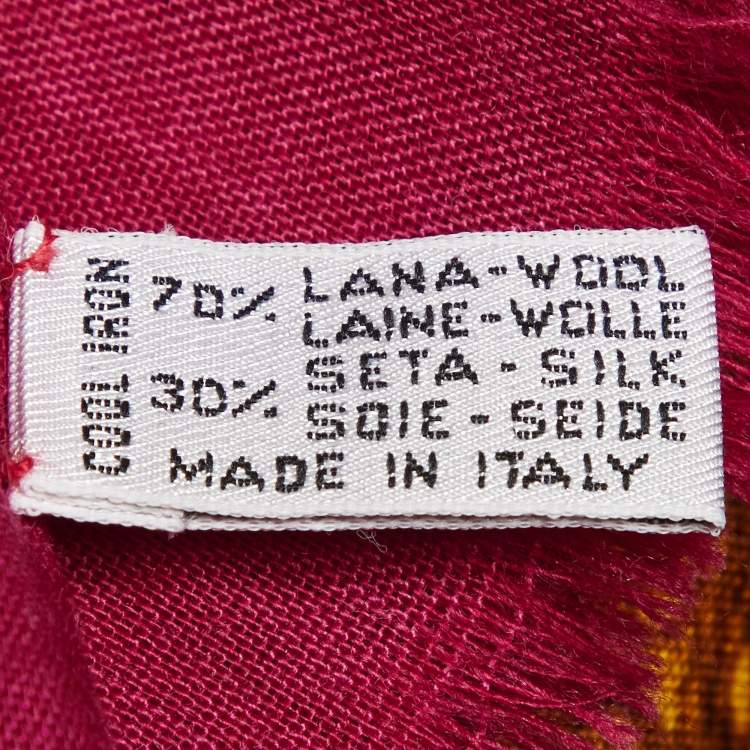 COOL IRON
70% LANA-WOOL
LAINE-WOLLE
30% SETA-SILK
SOIE-SEIDE
MADE IN ITALY